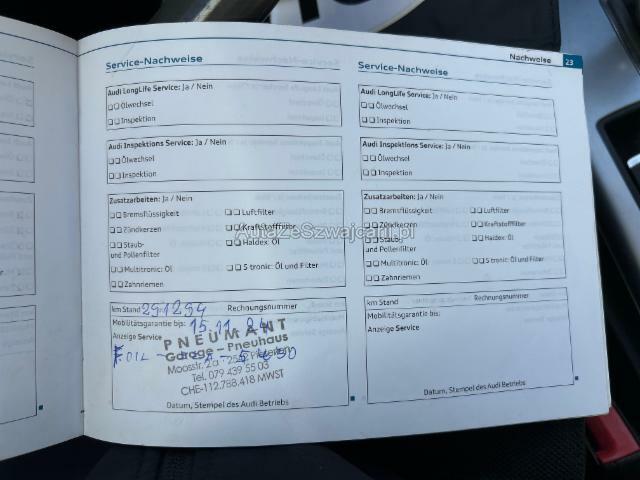 Nachweise 23
Service-Nachweise
Audi LongLife Service: Ja / Nein
Ölwechsel
Inspektion
Audi Inspektions Service: Ja / Nein
Ölwechsel
Inspektion
Zusatzarbeiten: Ja / Nein
Bremsflüssigkeit Luftfilter
Zündkerzen Kraftstofffilter
Staub- Haldex: Öl
und Pollenfilter
Multitronic: Öl S tronic: Öl und Filter
Zahnriemen
km Stand 291294 Rechnungsnummer
Mobilitätsgarantie bis: 15.11.24
Anzeige Service
PNEUMANT
Garage - Pneuhaus
OIL
Moosstr. 2a
Tel. 079 439 55 03
CHE-112.788.418 MWST
Datum, Stempel des Audi Betriebs
Service-Nachweise
Audi LongLife Service: Ja / Nein
Ölwechsel
Inspektion
Audi Inspektions Service: Ja / Nein
Ölwechsel
Inspektion
Zusatzarbeiten: Ja / Nein
Bremsflüssigkeit Luftfilter
Zündkerzen Kraftstofffilter
Staub- Haldex: Öl
und Pollenfilter
Multitronic: Öl S tronic: Öl und Filter
Zahnriemen
km Stand Rechnungsnummer
Mobilitätsgarantie bis:
Anzeige Service
Datum, Stempel des Audi Betriebs
AutazeSzwajcarii.pl